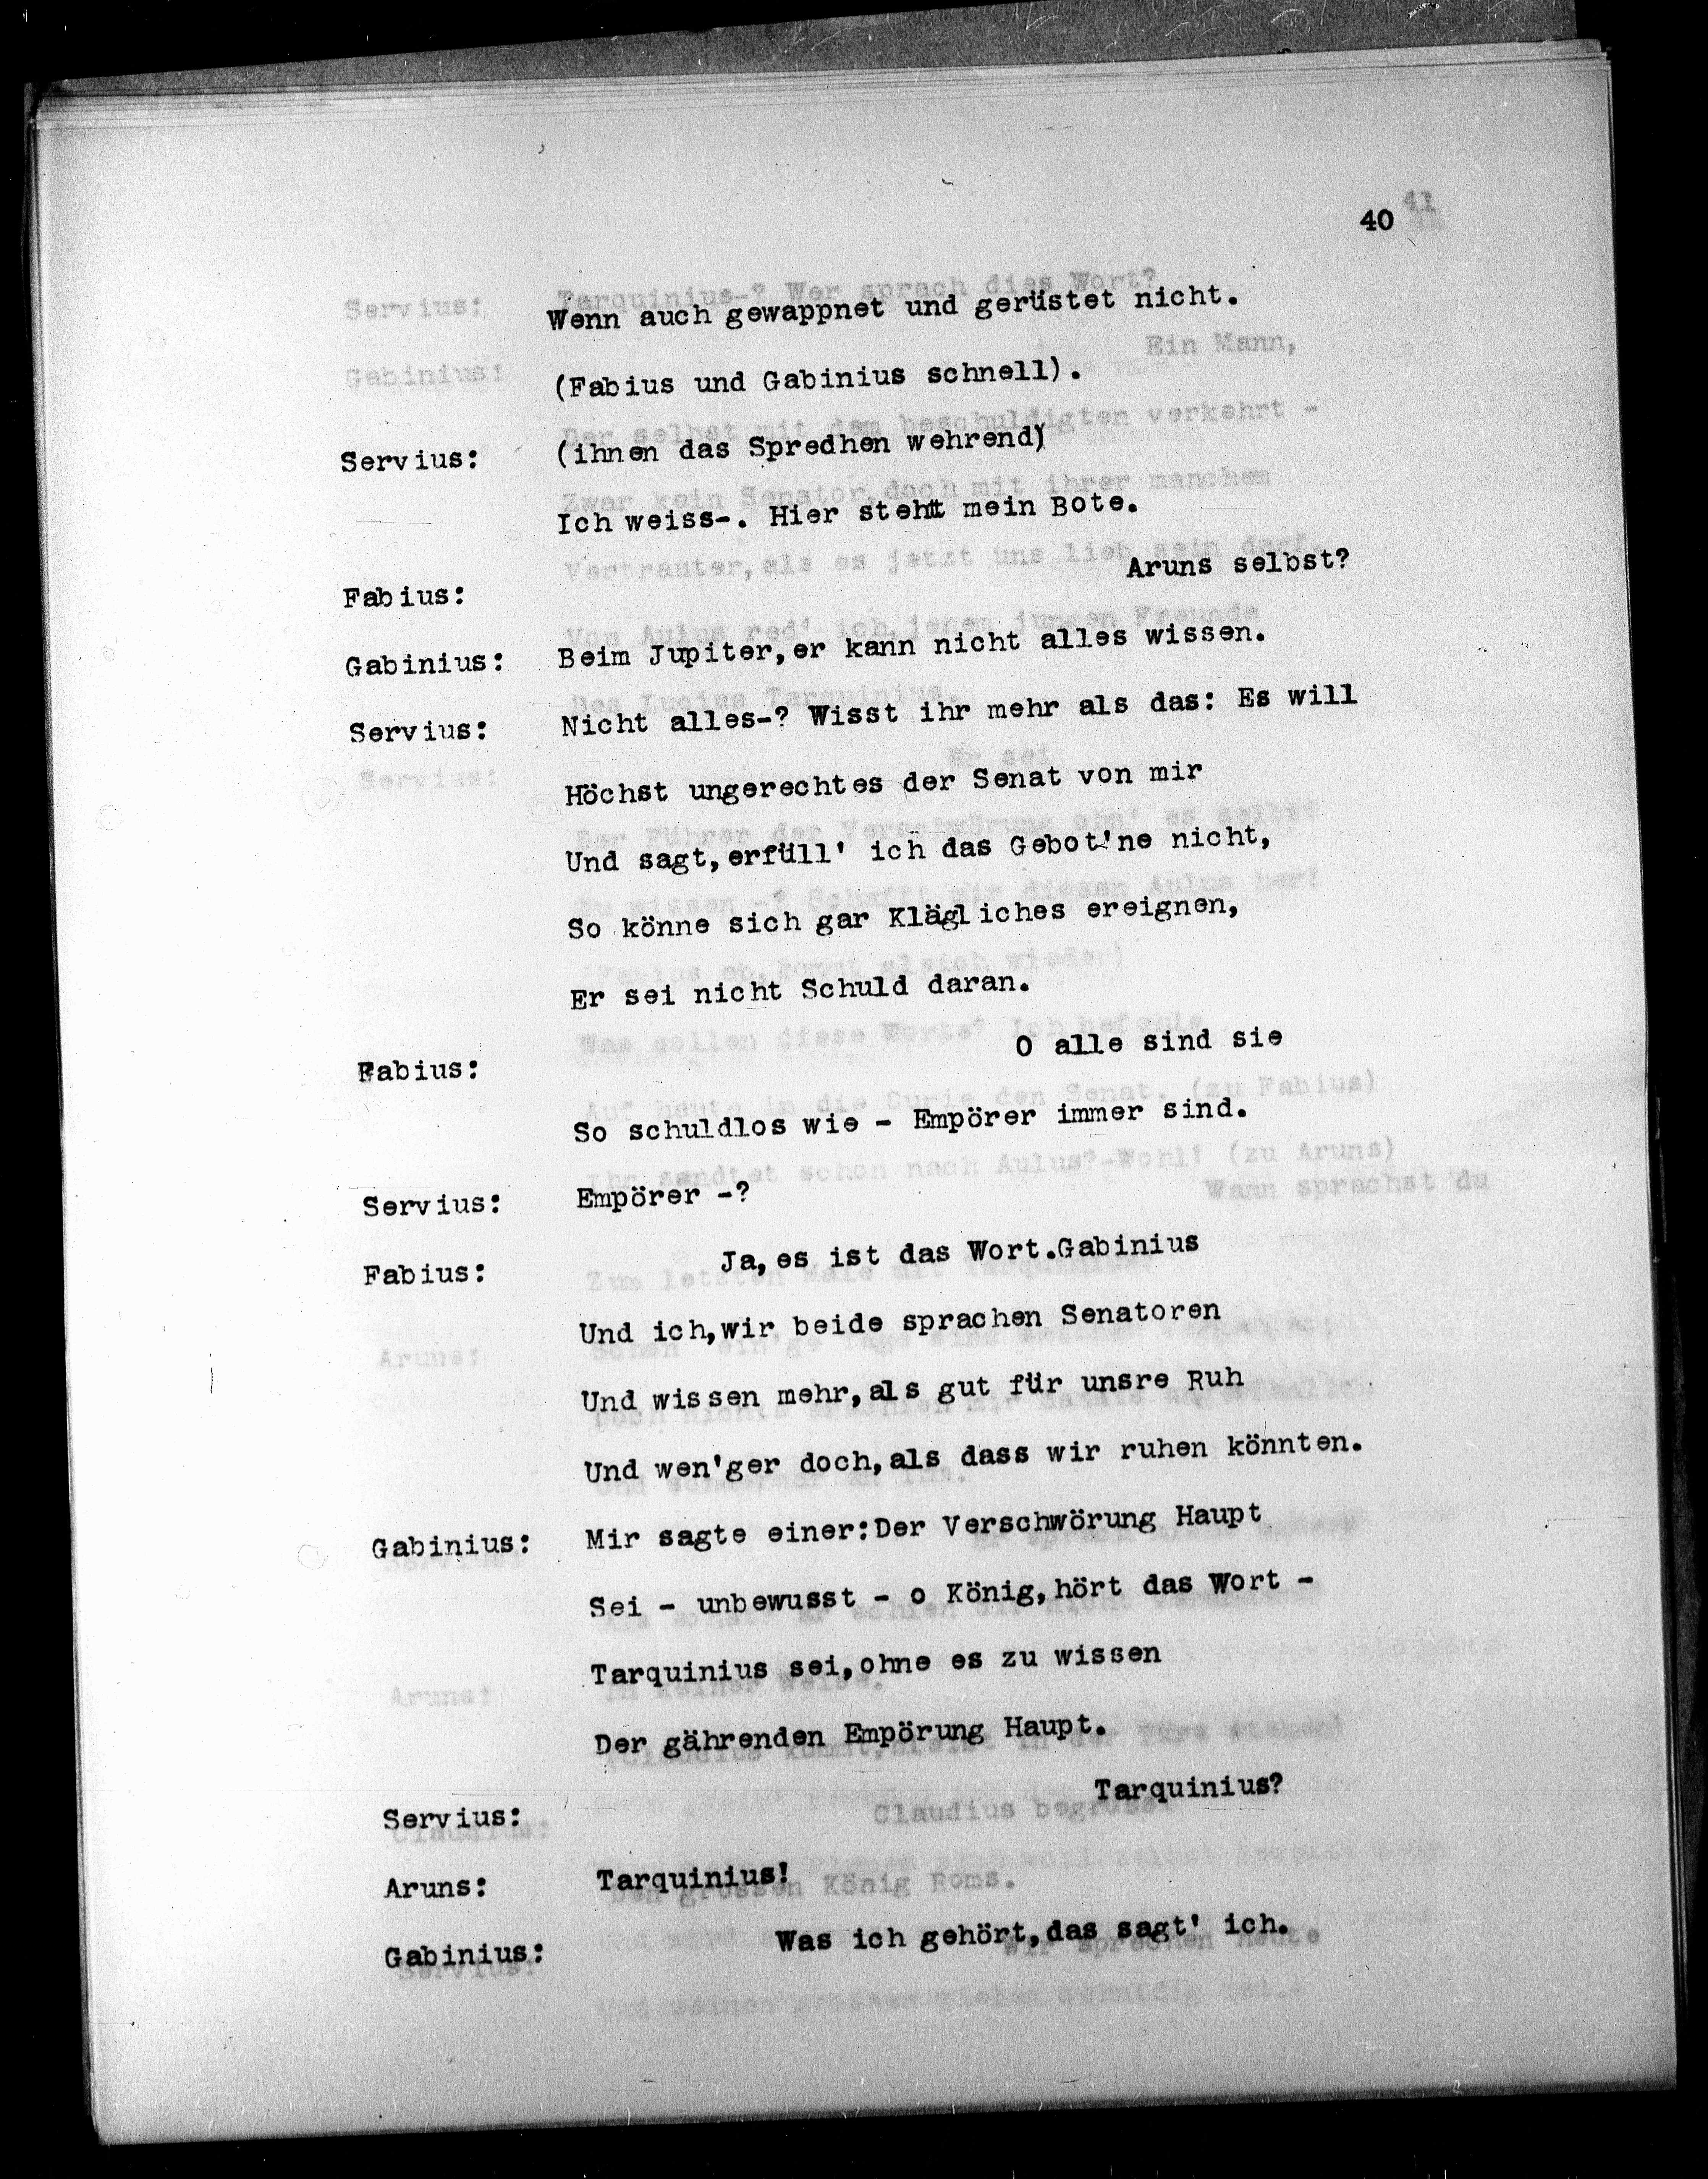 40
Wenn auch gewappnet und gerüstet nicht.
(Fabius und Gabinius schnell).
Servius: (ihnen das Spredhen wehrend)
Ich weiss-. Hier steht mein Bote.
Fabius: Aruns selbst?
Gabinius: Beim Jupiter,er kann nicht alles wissen.
Servius: Nicht alles-? Wisst ihr mehr als das: Es will
Höchst ungerechtes der Senat von mir
Und sagt,erfüll' ich das Gebot'ne nicht,
So könne sich gar Klägliches ereignen,
Er sei nicht Schuld daran.
Fabius: O alle sind sie
So schuldlos wie - Empörer immer sind.
Servius: Empörer -?
Fabius: Ja,es ist das Wort.Gabinius
Und ich,wir beide sprachen Senatoren
Und wissen mehr,als gut für unsre Ruh
Und wen'ger doch,als dass wir ruhen könnten.
Gabinius: Mir sagte einer:Der Verschwörung Haupt
Sei - unbewusst - o König,hört das Wort -
Tarquinius sei,ohne es zu wissen
Der gährenden Empörung Haupt.
Servius: Tarquinius?
Aruns: Tarquinius!
Gabinius: Was ich gehört,das sagt' ich.